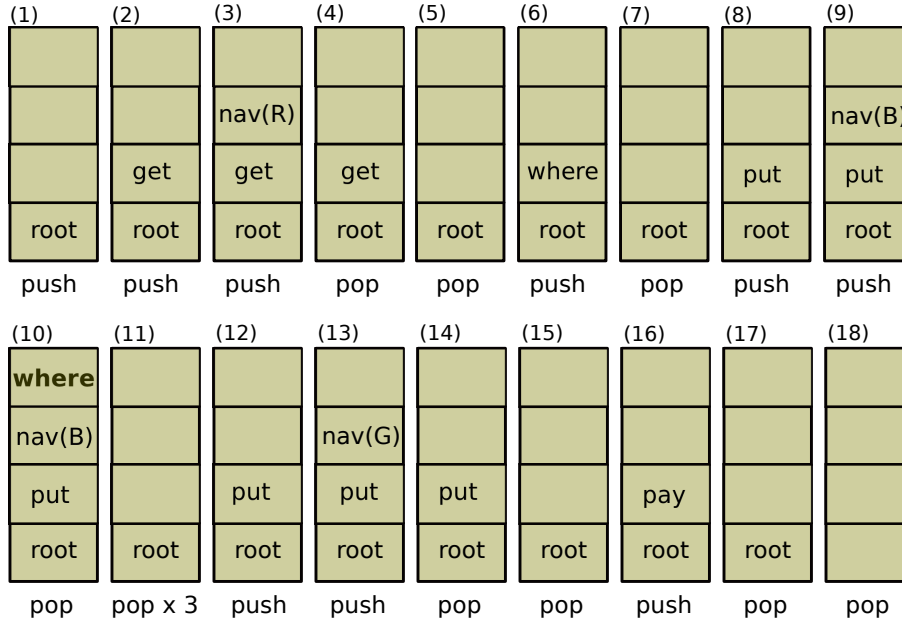 (1) (2) (3) (4) (5) (6) (7) (8) (9)
nav(R) nav(B)
get get get where put put
root root root root root root root root root
push push push pop pop push pop push push
(10) (11) (12) (13) (14) (15) (16) (17) (18)
where
nav(B) nav(G)
put put put put pay
root root root root root root root root
pop pop x 3 push push pop pop push pop pop